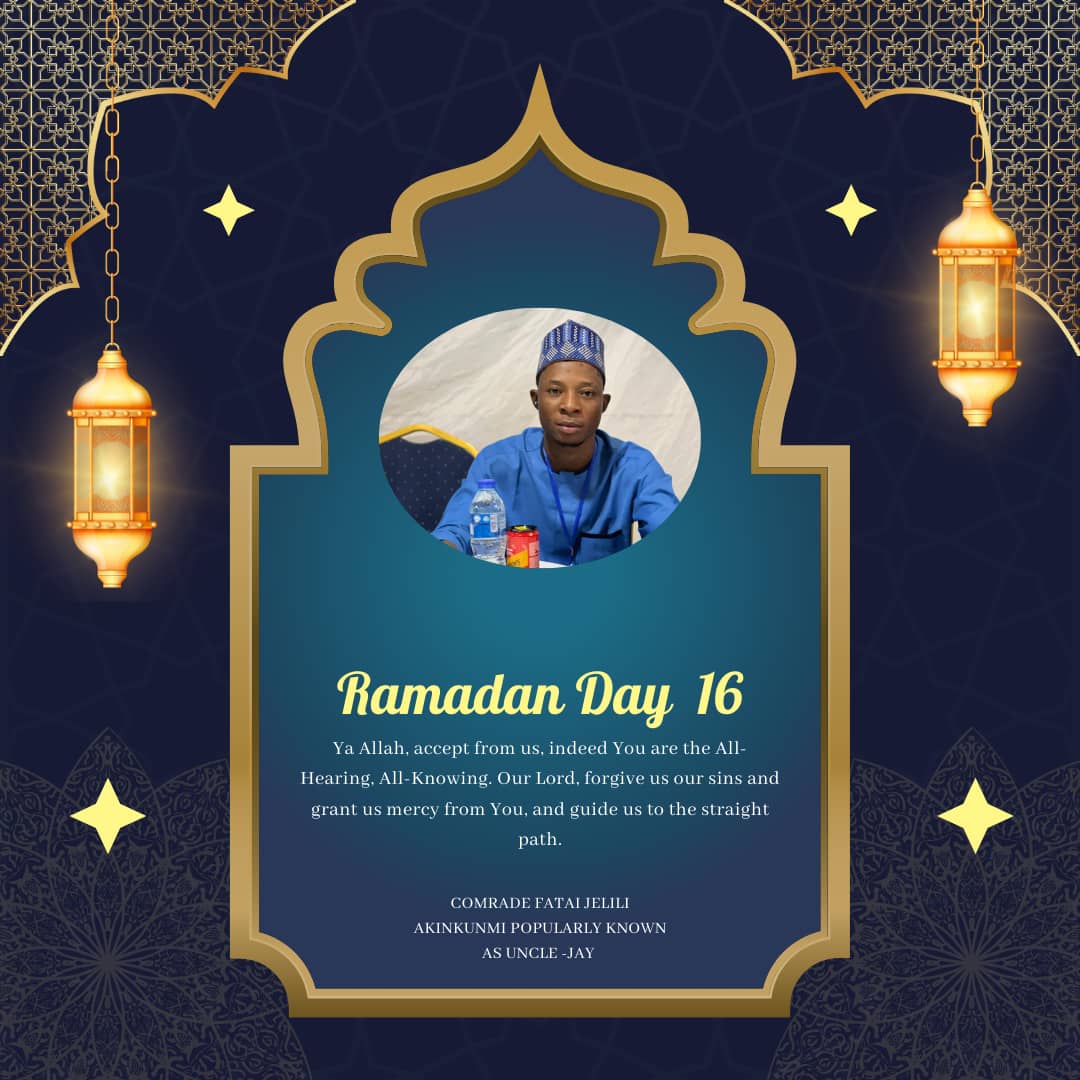 Ramadan Day 16
Ya Allah, accept from us, indeed You are the All-
Hearing, All-Knowing. Our Lord, forgive us our sins and
grant us mercy from You, and guide us to the straight
path.
COMRADE FATAI JELILI
AKINKUNMI POPULARLY KNOWN
AS UNCLE -JAY